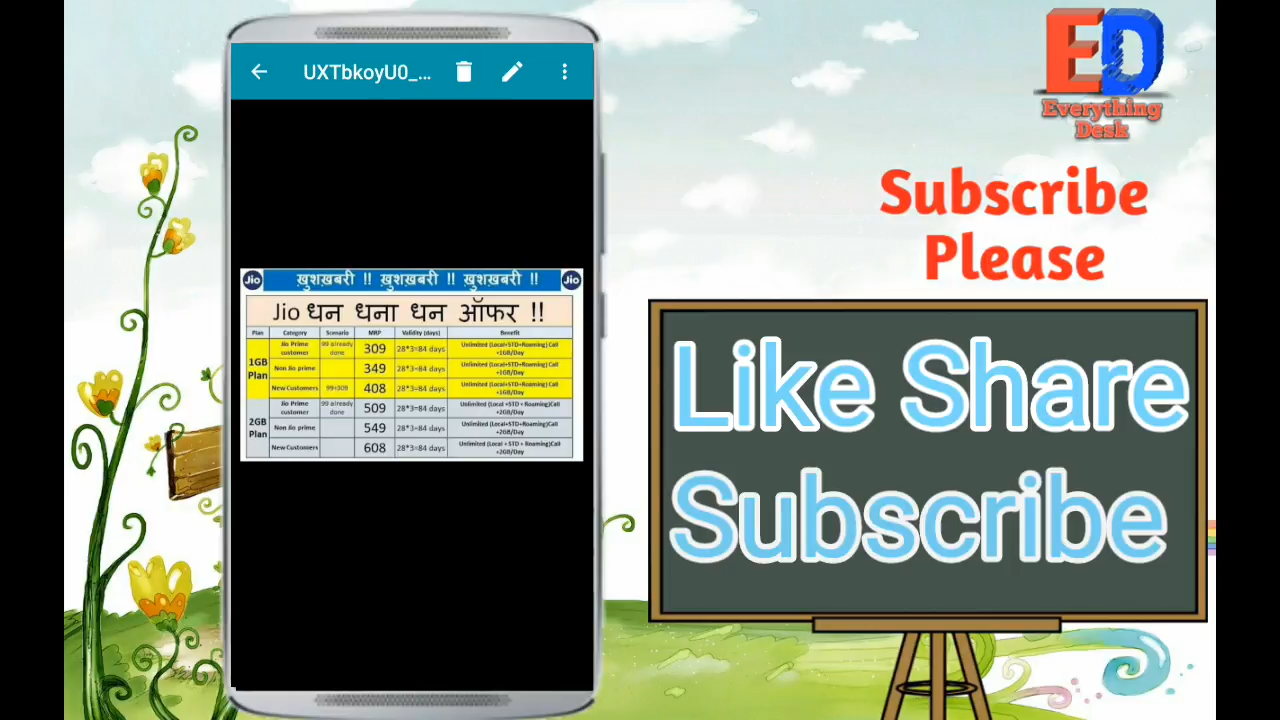 UXTbkoyU0_...
ED
Everything
Desk
Subscribe
Please
Like Share
Subscribe
Jio ख़ुशख़बरी !! ख़ुशख़बरी !! ख़ुशख़बरी !! Jio
Jio धन धना धन ऑफर !!
Plan Category Scenario MRP Validity (days) Benefit
1GB Plan
Jio Prime customer 99 already done 309 28*3=84 days Unlimited (Local+STD+Roaming)Call +1GB/Day
Non Jio prime 349 28*3=84 days Unlimited (Local+STD+Roaming)Call +1GB/Day
New Customers 99+309 408 28*3=84 days Unlimited (Local+STD+Roaming)Call +1GB/Day
2GB Plan
Jio Prime customer 99 already done 509 28*3=84 days Unlimited (Local +STD + Roaming)Call +2GB/Day
Non Jio prime 549 28*3=84 days Unlimited (Local+STD+Roaming)Call +2GB/Day
New Customers 608 28*3=84 days Unlimited (Local + STD + Roaming)Call +2GB/Day